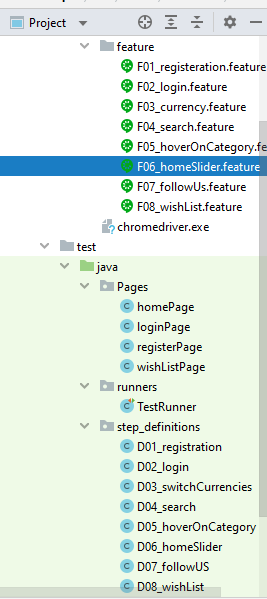 Project
feature
F01_registeration.feature
F02_login.feature
F03_currency.feature
F04_search.feature
F05_hoverOnCategory.fe
F06_homeSlider.feature
F07_followUs.feature
F08_wishList.feature
chromedriver.exe
test
java
Pages
homePage
loginPage
registerPage
wishListPage
runners
TestRunner
step_definitions
D01_registration
D02_login
D03_switchCurrencies
D04_search
D05_hoverOnCategory
D06_homeSlider
D07_followUS
D08_wishList